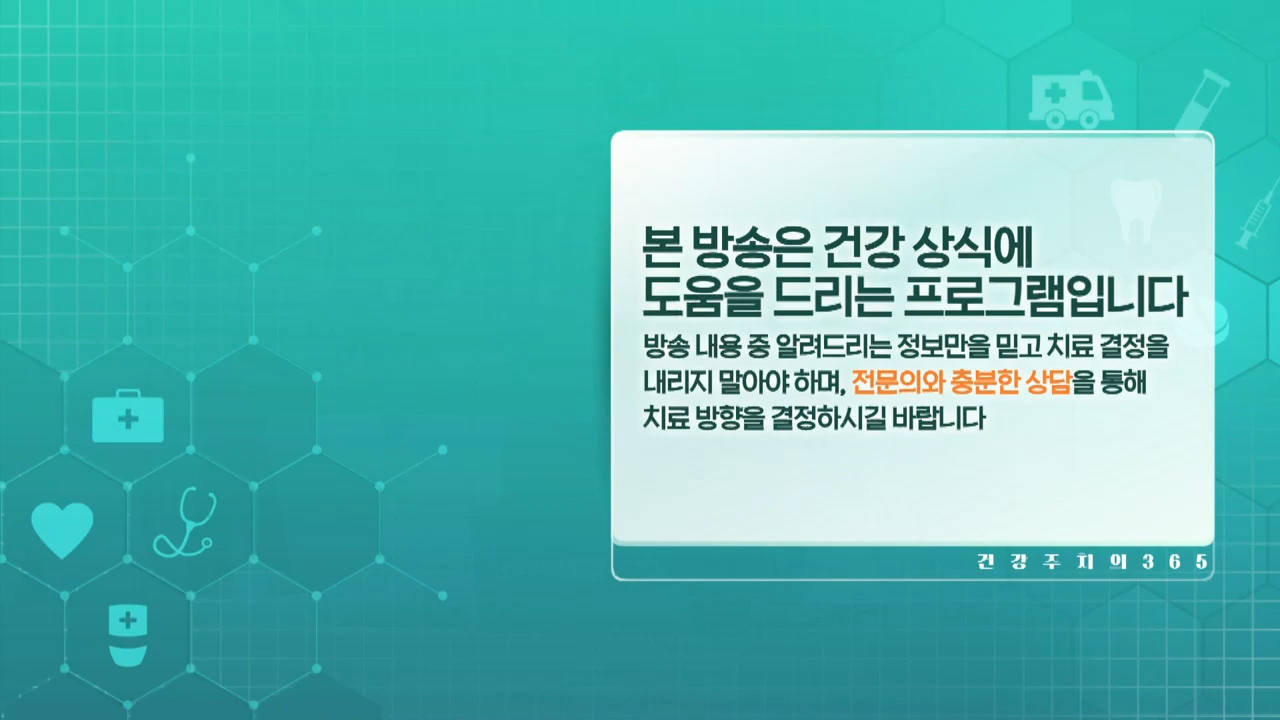 본 방송은 건강 상식에
도움을 드리는 프로그램입니다
방송 내용 중 알려드리는 정보만을 믿고 치료 결정을
내리지 말아야 하며, 전문의와 충분한 상담을 통해
치료 방향을 결정하시길 바랍니다
건강주치의365